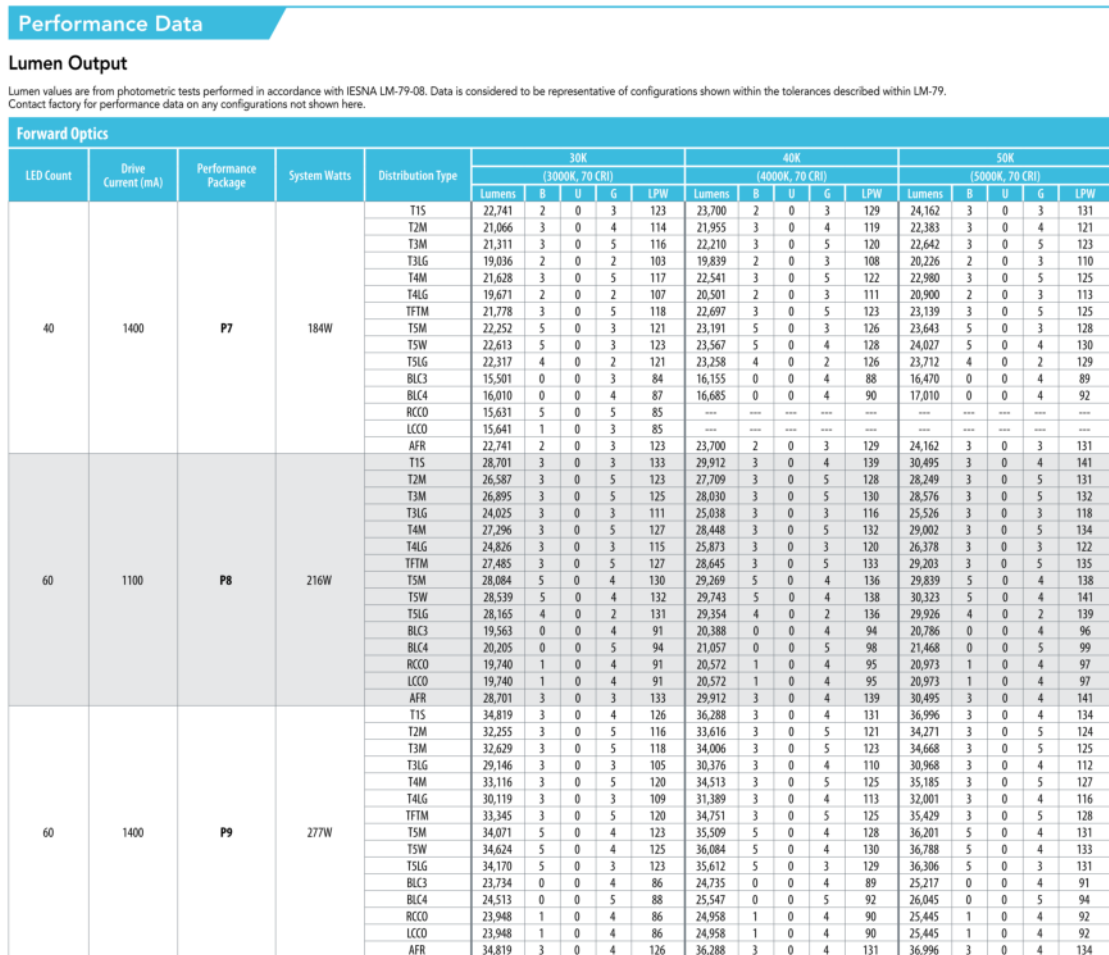 Performance Data
Lumen Output
Lumen values are from photometric tests performed in accordance with IESNA LM-79-08. Data is considered to be representative of configurations shown within the tolerances described within LM-79.
Contact factory for performance data on any configurations not shown here.
Forward Optics
LED Count Drive Current (mA) Performance Package System Watts Distribution Type 30K 40K 50K
(3000K, 70 CRI) (4000K, 70 CRI) (5000K, 70 CRI)
Lumens B U G LPW Lumens B U G LPW Lumens B U G LPW
40 1400 P7 184W
T1S 22,741 2 0 3 123 23,700 2 0 3 129 24,162 3 0 3 131
T2M 21,066 3 0 4 114 21,955 3 0 4 119 22,383 3 0 4 121
T3M 21,311 3 0 5 116 22,210 3 0 5 120 22,642 3 0 5 123
T3LG 19,036 2 0 2 103 19,839 2 0 3 108 20,226 2 0 3 110
T4M 21,628 3 0 5 117 22,541 3 0 5 122 22,980 3 0 5 125
T4LG 19,671 2 0 2 107 20,501 2 0 3 111 20,900 2 0 3 113
TFTM 21,778 3 0 5 118 22,697 3 0 5 123 23,139 3 0 5 125
T5M 22,252 5 0 3 121 23,191 5 0 3 126 23,643 5 0 3 128
T5W 22,613 5 0 3 123 23,567 5 0 4 128 24,027 5 0 4 130
T5LG 22,317 4 0 2 121 23,258 4 0 2 126 23,712 4 0 2 129
BLC3 15,501 0 0 3 84 16,155 0 0 4 88 16,470 0 0 4 89
BLC4 16,010 0 0 4 87 16,685 0 0 4 90 17,010 0 0 4 92
RCCO 15,631 5 0 5 85 --- --- --- --- --- --- --- --- --- ---
LCCO 15,641 1 0 3 85 --- --- --- --- --- --- --- --- --- ---
AFR 22,741 2 0 3 123 23,700 2 0 3 129 24,162 3 0 3 131
60 1100 P8 216W
T1S 28,701 3 0 3 133 29,912 3 0 4 139 30,495 3 0 4 141
T2M 26,587 3 0 5 123 27,709 3 0 5 128 28,249 3 0 5 131
T3M 26,895 3 0 5 125 28,030 3 0 5 130 28,576 3 0 5 132
T3LG 24,025 3 0 3 111 25,038 3 0 3 116 25,526 3 0 3 118
T4M 27,296 3 0 5 127 28,448 3 0 5 132 29,002 3 0 5 134
T4LG 24,826 3 0 3 115 25,873 3 0 3 120 26,378 3 0 3 122
TFTM 27,485 3 0 5 127 28,645 3 0 5 133 29,203 3 0 5 135
T5M 28,084 5 0 4 130 29,269 5 0 4 136 29,839 5 0 4 138
T5W 28,539 5 0 4 132 29,743 5 0 4 138 30,323 5 0 4 141
T5LG 28,165 4 0 2 131 29,354 4 0 2 136 29,926 4 0 2 139
BLC3 19,563 0 0 4 91 20,388 0 0 4 94 20,786 0 0 4 96
BLC4 20,205 0 0 5 94 21,057 0 0 5 98 21,468 0 0 5 99
RCCO 19,740 1 0 4 91 20,572 1 0 4 95 20,973 1 0 4 97
LCCO 19,740 1 0 4 91 20,572 1 0 4 95 20,973 1 0 4 97
AFR 28,701 3 0 3 133 29,912 3 0 4 139 30,495 3 0 4 141
60 1400 P9 277W
T1S 34,819 3 0 4 126 36,288 3 0 4 131 36,996 3 0 4 134
T2M 32,255 3 0 5 116 33,616 3 0 5 121 34,271 3 0 5 124
T3M 32,629 3 0 5 118 34,006 3 0 5 123 34,668 3 0 5 125
T3LG 29,146 3 0 3 105 30,376 3 0 4 110 30,968 3 0 4 112
T4M 33,116 3 0 5 120 34,513 3 0 5 125 35,185 3 0 5 127
T4LG 30,119 3 0 3 109 31,389 3 0 4 113 32,001 3 0 4 116
TFTM 33,345 3 0 5 120 34,751 3 0 5 125 35,429 3 0 5 128
T5M 34,071 5 0 4 123 35,509 5 0 4 128 36,201 5 0 4 131
T5W 34,624 5 0 4 125 36,084 5 0 4 130 36,788 5 0 4 133
T5LG 34,170 5 0 3 123 35,612 5 0 3 129 36,306 5 0 3 131
BLC3 23,734 0 0 4 86 24,735 0 0 4 89 25,217 0 0 4 91
BLC4 24,513 0 0 5 88 25,547 0 0 5 92 26,045 0 0 5 94
RCCO 23,948 1 0 4 86 24,958 1 0 4 90 25,445 1 0 4 92
LCCO 23,948 1 0 4 86 24,958 1 0 4 90 25,445 1 0 4 92
AFR 34,819 3 0 4 126 36,288 3 0 4 131 36,996 3 0 4 134